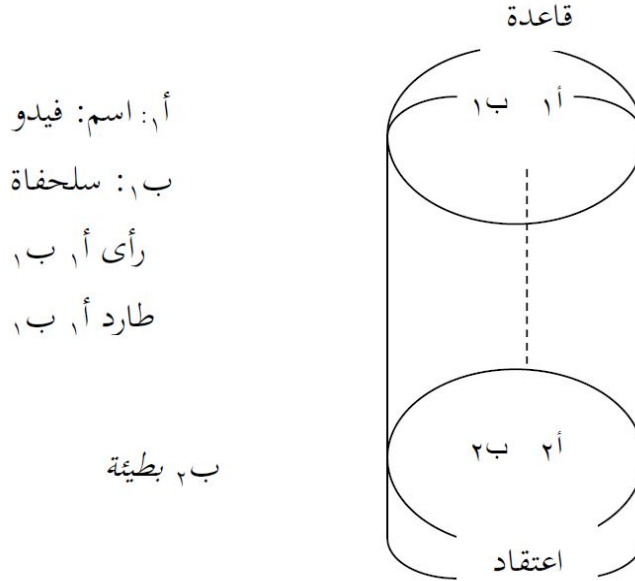 قاعدة
أ١ ب١
أ١: اسم: فيدو
ب١: سلحفاة
رأى أ١ ب١
طارد أ١ ب١
أ٢ ب٢
ب٢ بطيئة
اعتقاد